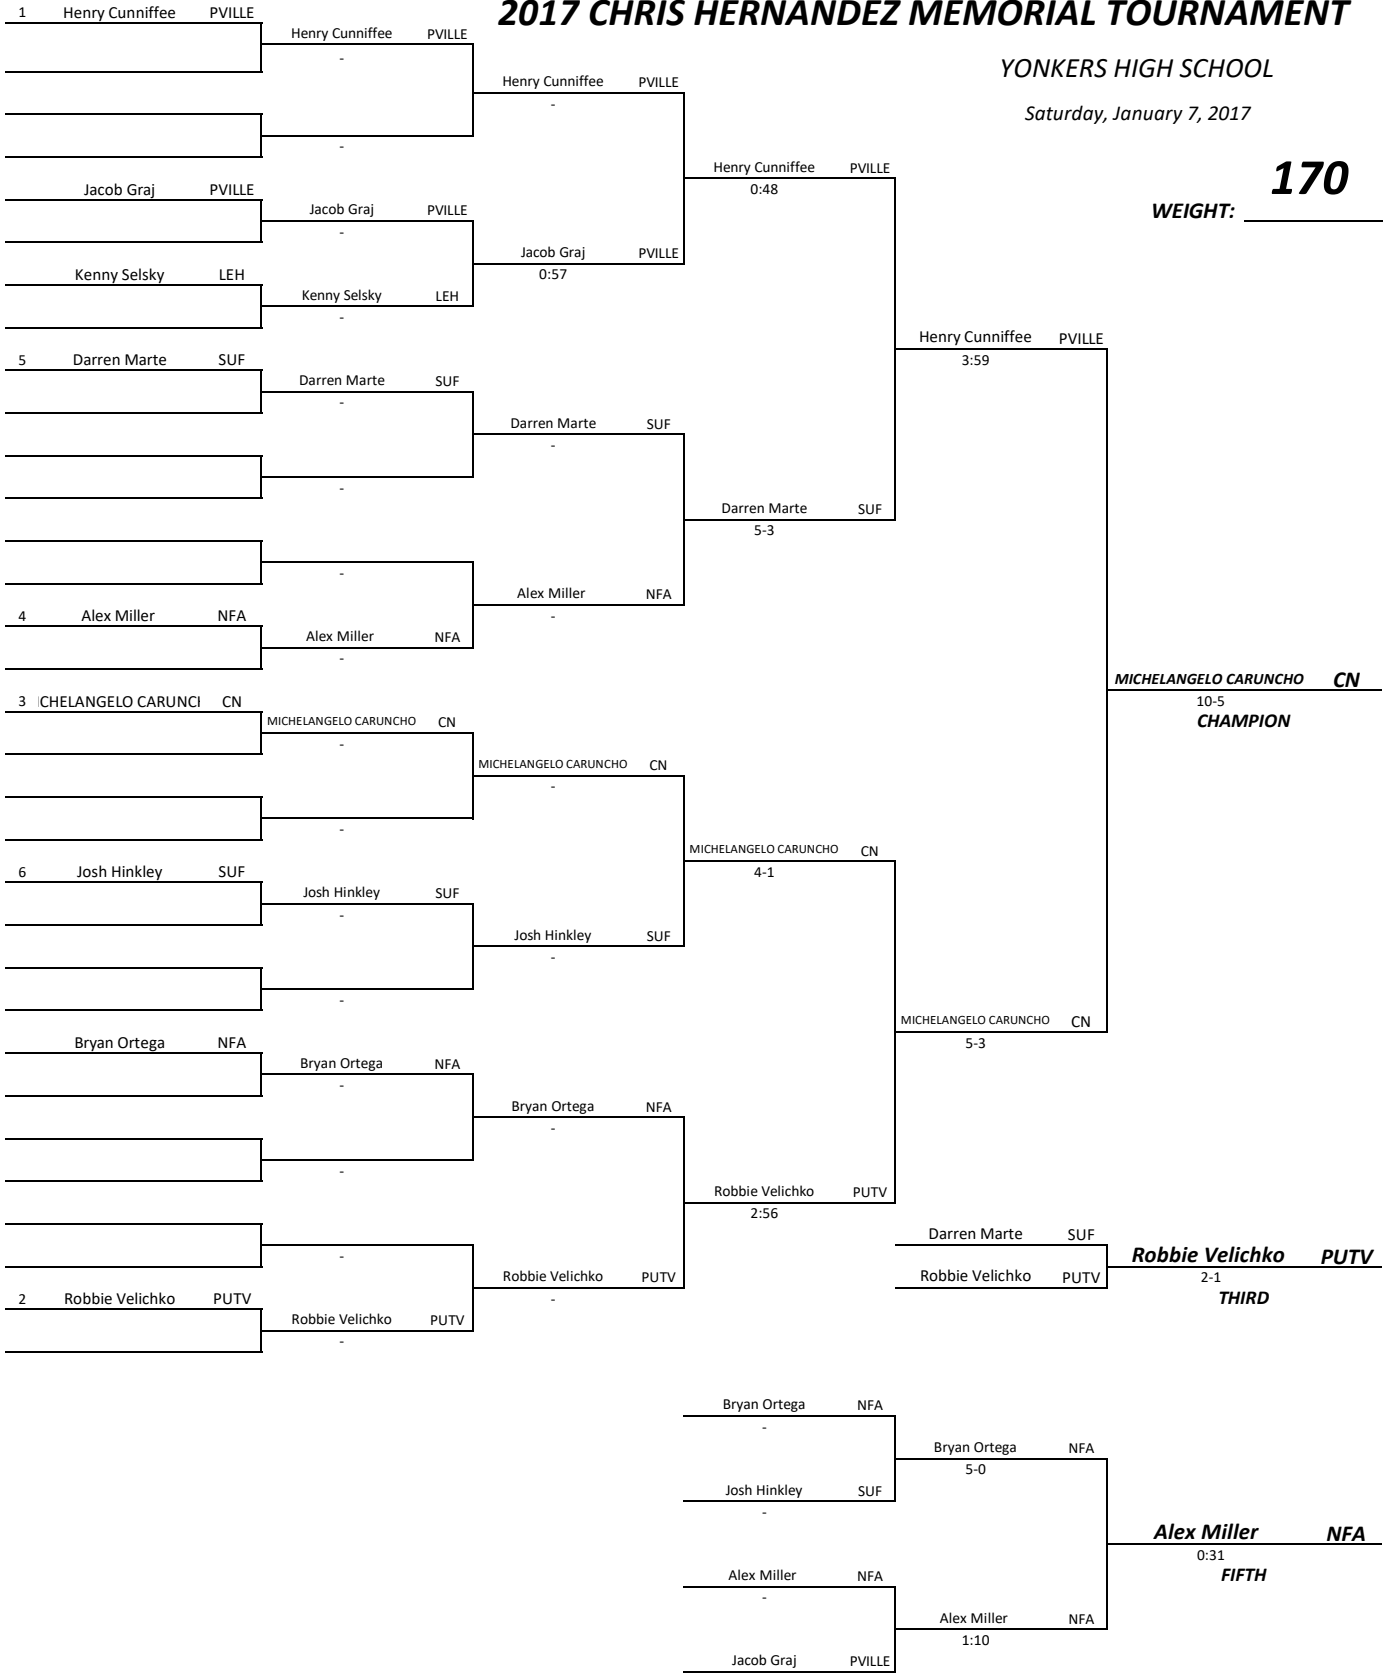 2017 CHRIS HERNANDEZ MEMORIAL TOURNAMENT
YONKERS HIGH SCHOOL
Saturday, January 7, 2017
170
WEIGHT:
1 Henry Cunniffee PVILLE
Jacob Graj PVILLE
Kenny Selsky LEH
5 Darren Marte SUF
4 Alex Miller NFA
3 ICHELANGELO CARUNCI CN
6 Josh Hinkley SUF
Bryan Ortega NFA
2 Robbie Velichko PUTV
Henry Cunniffee PVILLE
-
-
Jacob Graj PVILLE
-
Kenny Selsky LEH
-
Darren Marte SUF
-
-
-
Alex Miller NFA
-
MICHELANGELO CARUNCHO CN
-
-
Josh Hinkley SUF
-
-
Bryan Ortega NFA
-
-
-
Robbie Velichko PUTV
-
Henry Cunniffee PVILLE
-
Jacob Graj PVILLE
0:57
Darren Marte SUF
-
Alex Miller NFA
-
MICHELANGELO CARUNCHO CN
-
Josh Hinkley SUF
-
Bryan Ortega NFA
-
Robbie Velichko PUTV
-
Henry Cunniffee PVILLE
0:48
Darren Marte SUF
5-3
MICHELANGELO CARUNCHO CN
4-1
Robbie Velichko PUTV
2:56
Henry Cunniffee PVILLE
3:59
MICHELANGELO CARUNCHO CN
5-3
MICHELANGELO CARUNCHO CN
10-5
CHAMPION
Darren Marte SUF
Robbie Velichko PUTV
Robbie Velichko PUTV
2-1
THIRD
Bryan Ortega NFA
-
Josh Hinkley SUF
-
Alex Miller NFA
-
Jacob Graj PVILLE
Bryan Ortega NFA
5-0
Alex Miller NFA
1:10
Alex Miller NFA
0:31
FIFTH